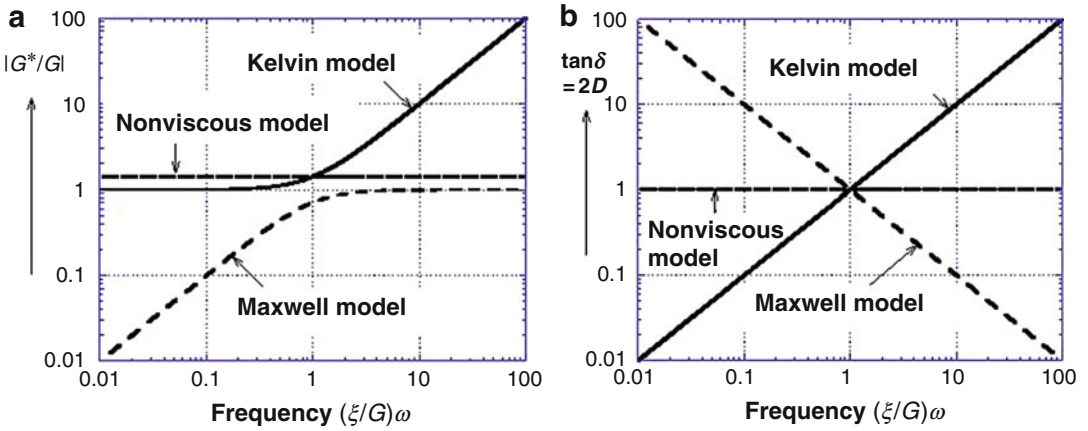 a
|G*/G|
100
10
1
0.1
0.01
Kelvin model
Nonviscous model
Maxwell model
0.01 0.1 1 10 100
Frequency (ξ/G)ω
b
tanδ
=2D
100
10
1
0.1
0.01
Kelvin model
Nonviscous
model
Maxwell model
0.01 0.1 1 10 100
Frequency (ξ/G)ω